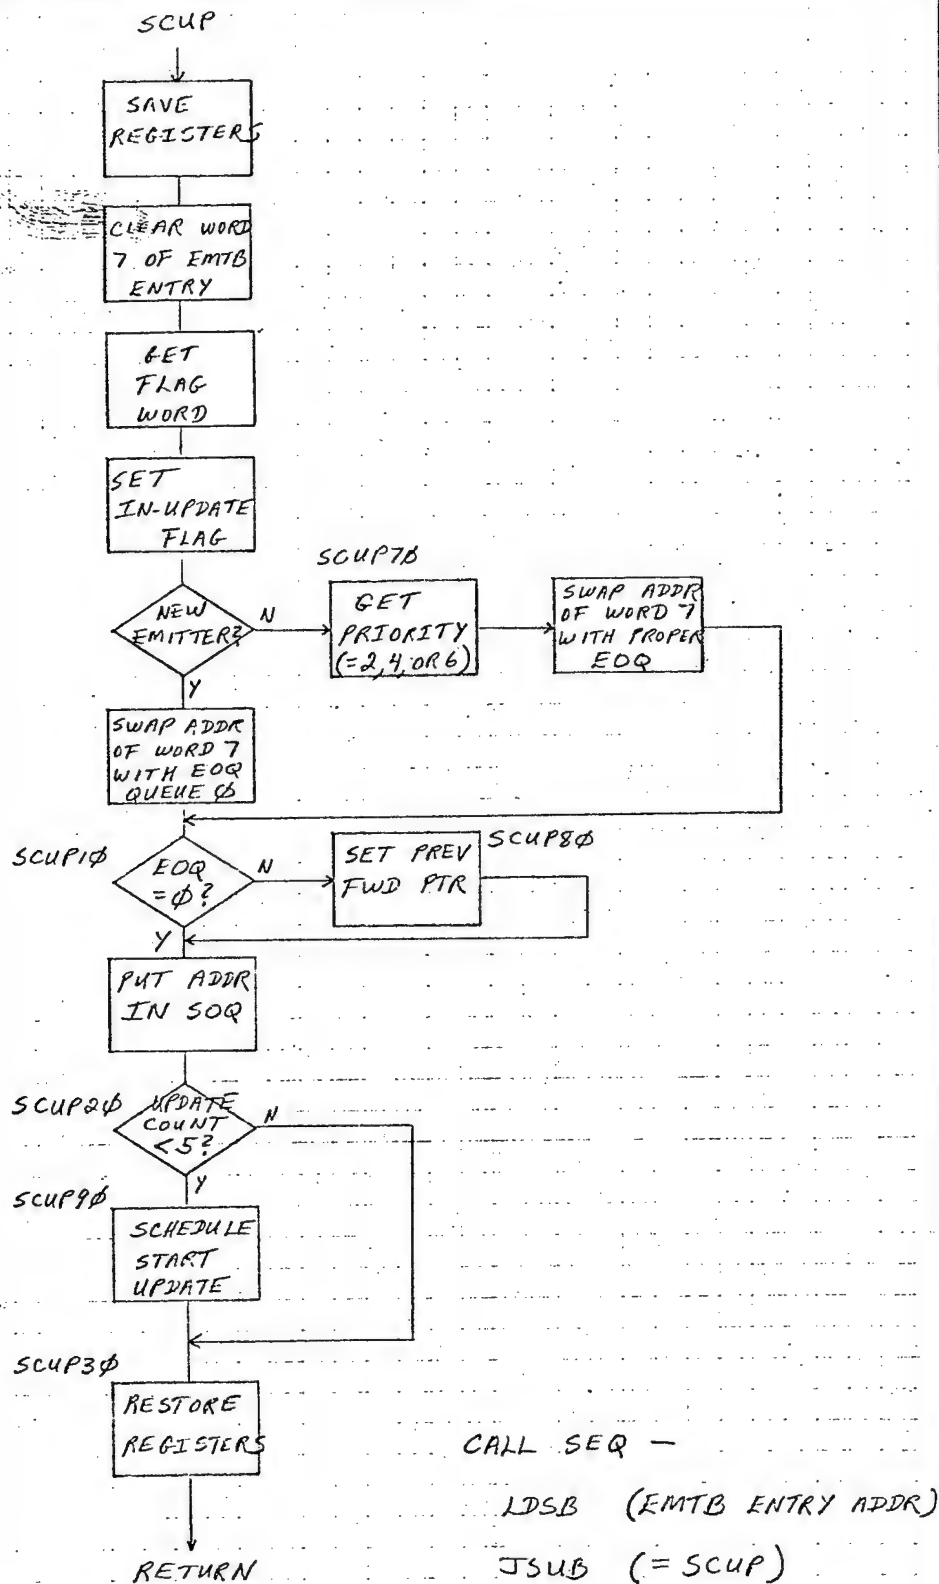 SCUP
SAVE
REGISTERS
CLEAR WORD
7 OF EMTB
ENTRY
GET
FLAG
WORD
SET
IN-UPDATE
FLAG
NEW
EMITTER?
N
Y
SCUP7Ø
GET
PRIORITY
(=2,4,OR 6)
SWAP ADDR
OF WORD 7
WITH PROPER
EOQ
SWAP ADDR
OF WORD 7
WITH EOQ
QUEUE Ø
SCUP1Ø
EOQ
=Ø?
N
Y
SET PREV
FWD PTR
SCUP8Ø
PUT ADDR
IN SOQ
SCUP2Ø
UPDATE
COUNT
<5?
N
Y
SCUP9Ø
SCHEDULE
START
UPDATE
SCUP3Ø
RESTORE
REGISTERS
RETURN
CALL SEQ —
LDSB (EMTB ENTRY ADDR)
JSUB (= SCUP)